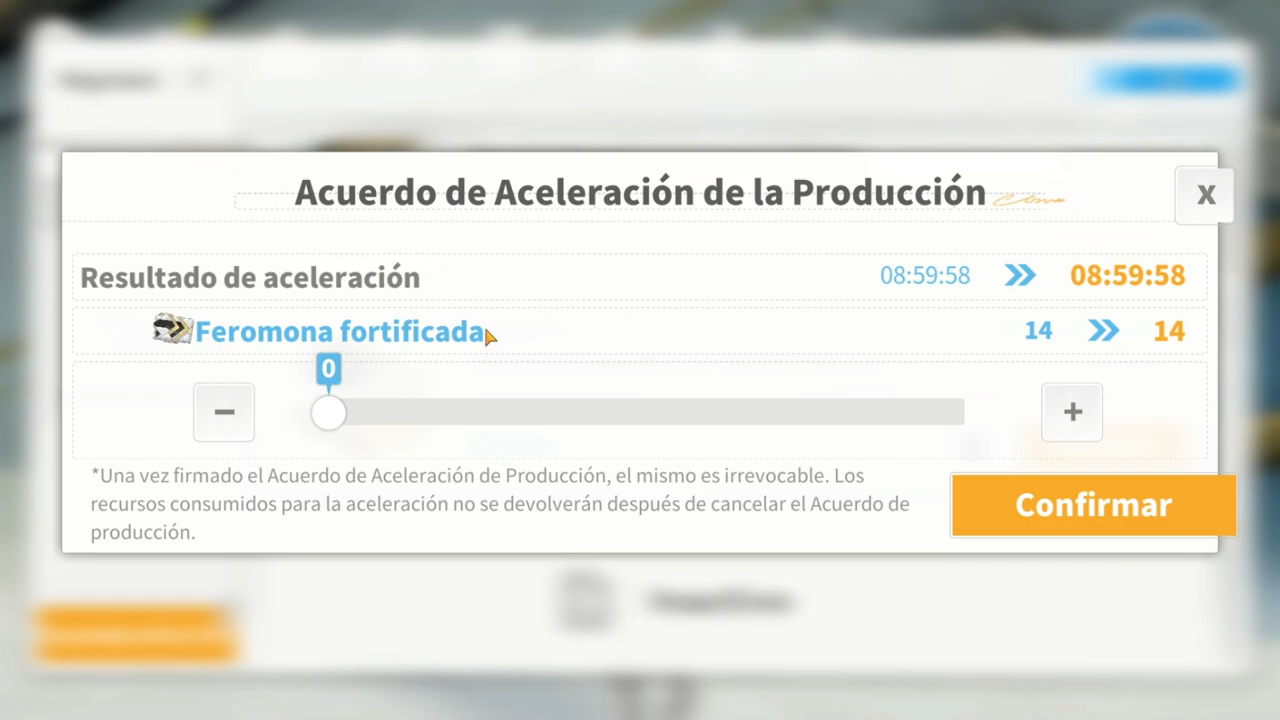 Acuerdo de Aceleración de la Producción
X
Resultado de aceleración 08:59:58 >> 08:59:58
Feromona fortificada 14 >> 14
0
− +
*Una vez firmado el Acuerdo de Aceleración de Producción, el mismo es irrevocable. Los
recursos consumidos para la aceleración no se devolverán después de cancelar el Acuerdo de
producción.
Confirmar